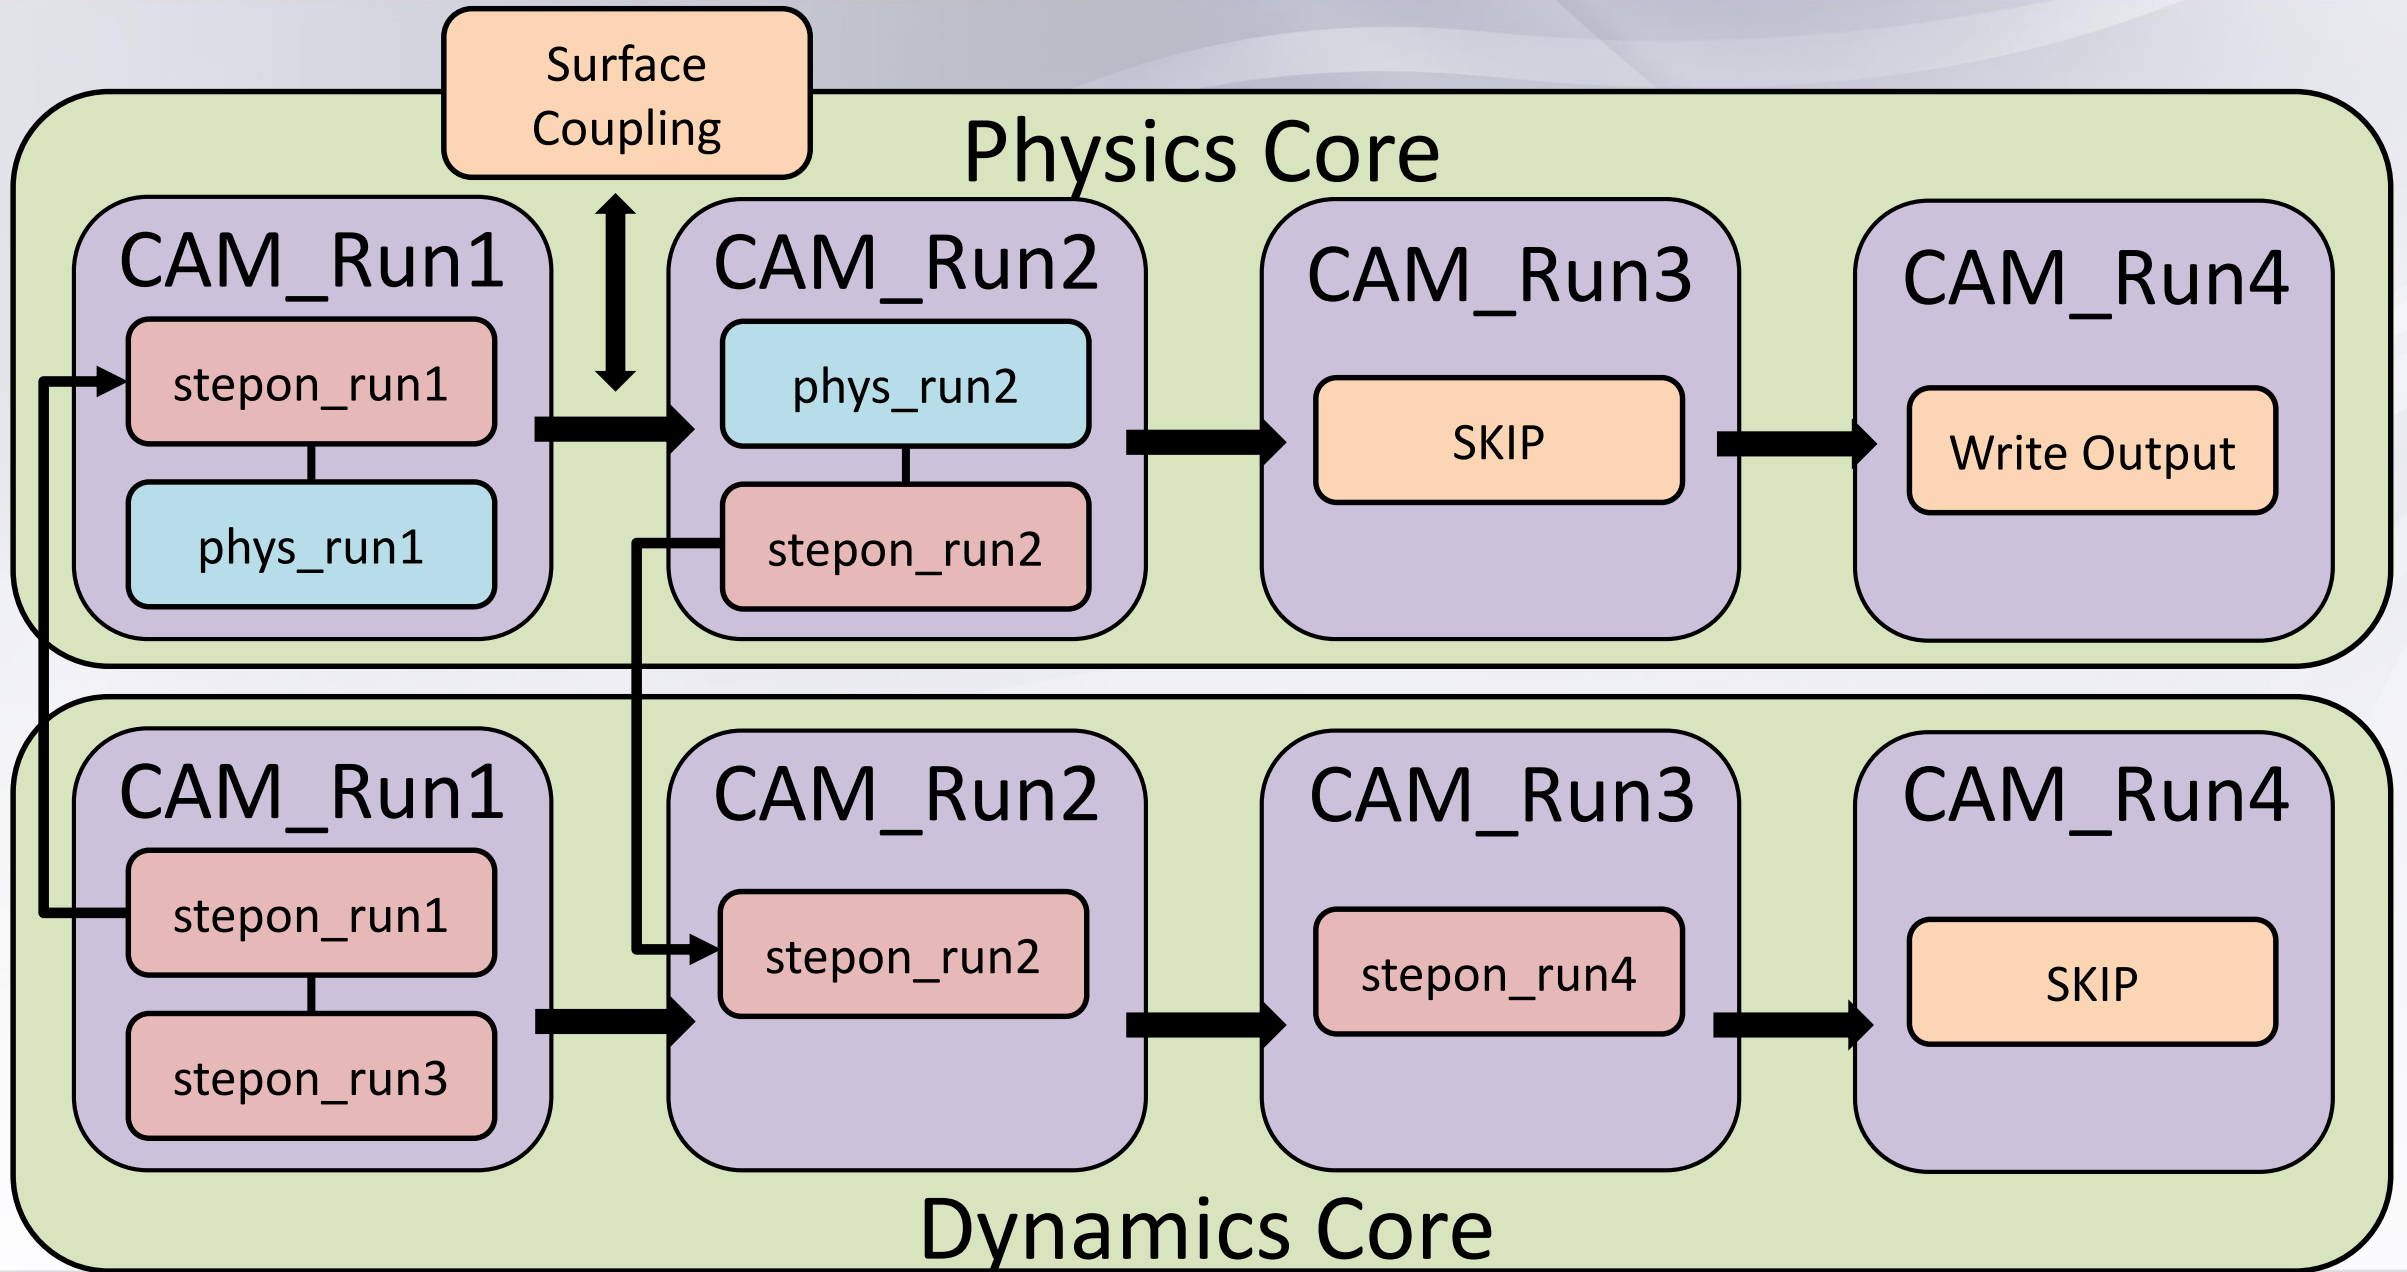 Surface
Coupling
Physics Core
CAM_Run1
stepon_run1
phys_run1
CAM_Run2
phys_run2
stepon_run2
CAM_Run3
SKIP
CAM_Run4
Write Output
CAM_Run1
stepon_run1
stepon_run3
CAM_Run2
stepon_run2
CAM_Run3
stepon_run4
CAM_Run4
SKIP
Dynamics Core